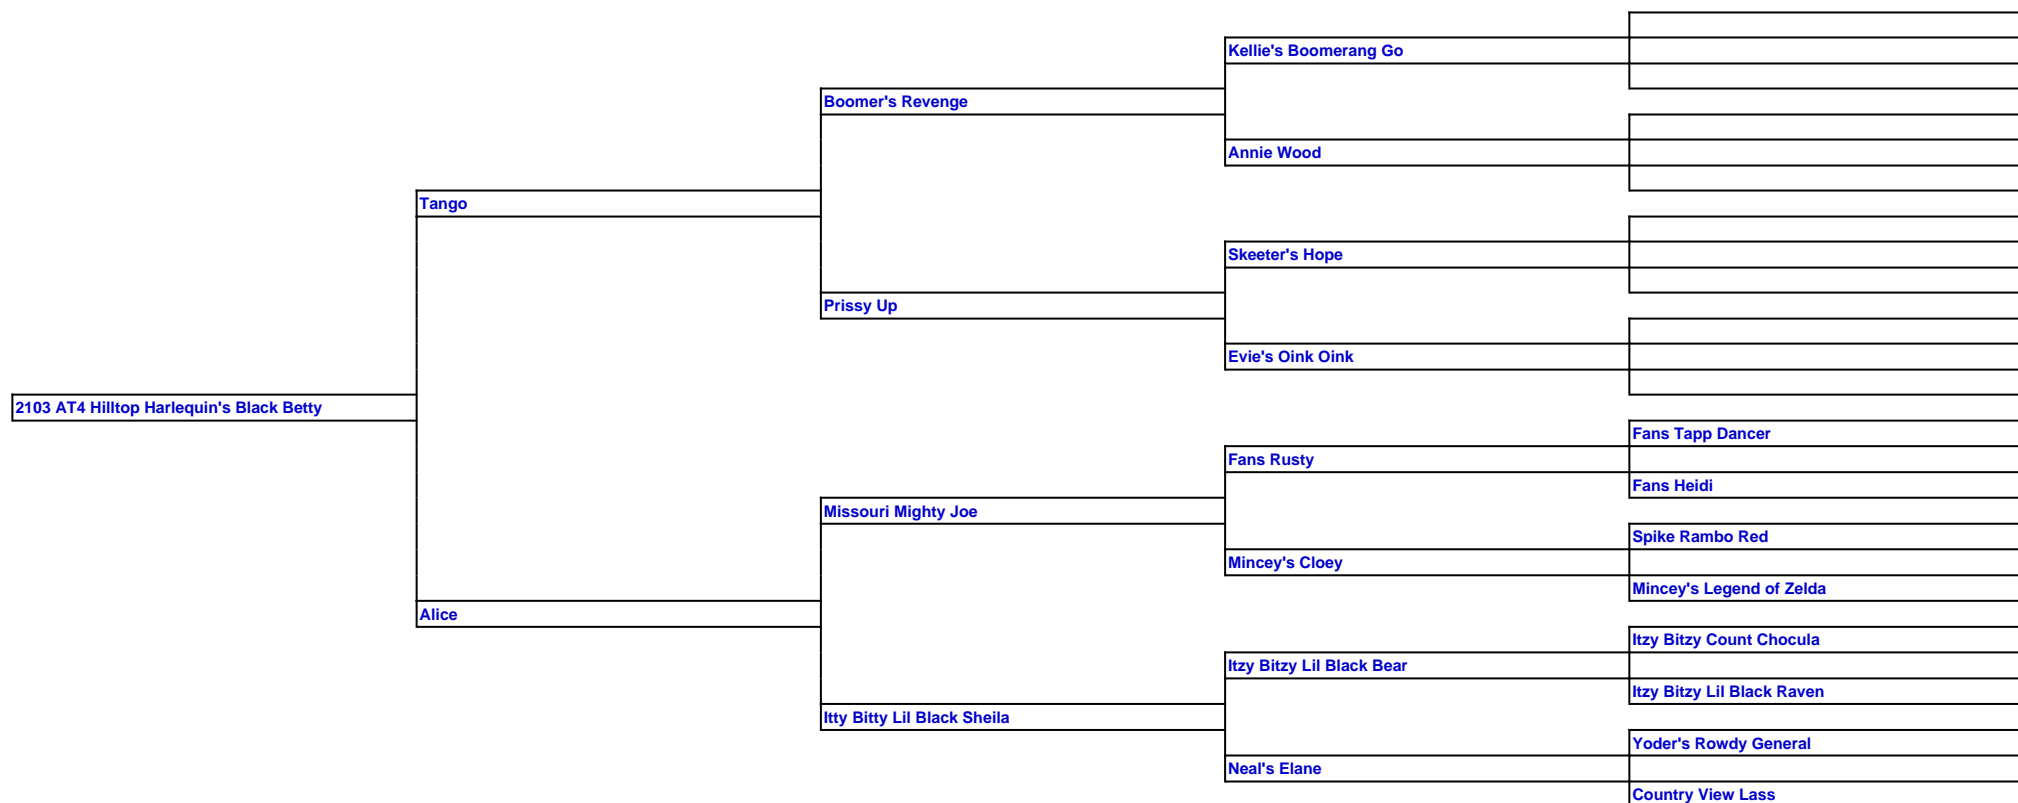 Kellie's Boomerang Go
Boomer's Revenge
Annie Wood
Tango
Skeeter's Hope
Prissy Up
Evie's Oink Oink
2103 AT4 Hilltop Harlequin's Black Betty
Fans Tapp Dancer
Fans Rusty
Fans Heidi
Missouri Mighty Joe
Spike Rambo Red
Mincey's Cloey
Mincey's Legend of Zelda
Alice
Itzy Bitzy Count Chocula
Itzy Bitzy Lil Black Bear
Itzy Bitzy Lil Black Raven
Itty Bitty Lil Black Sheila
Yoder's Rowdy General
Neal's Elane
Country View Lass